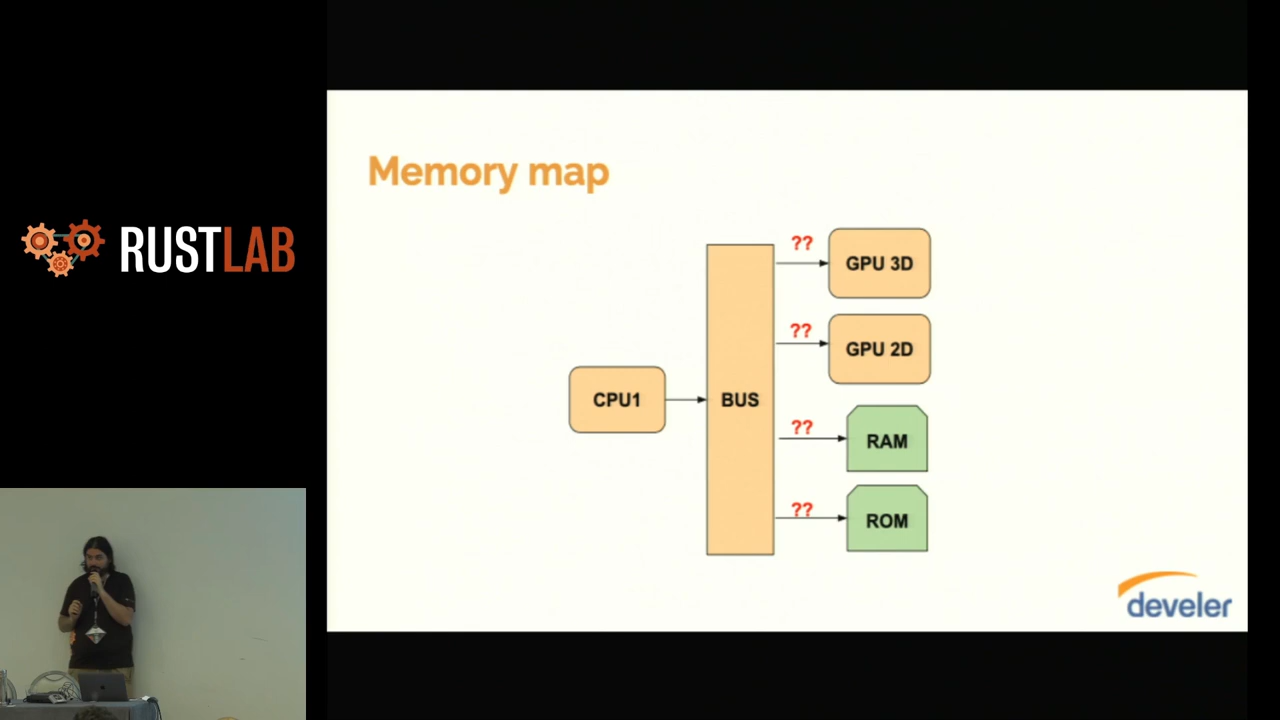 RUSTLAB
Memory map
??
GPU 3D
??
GPU 2D
CPU1
BUS
??
RAM
??
ROM
develer